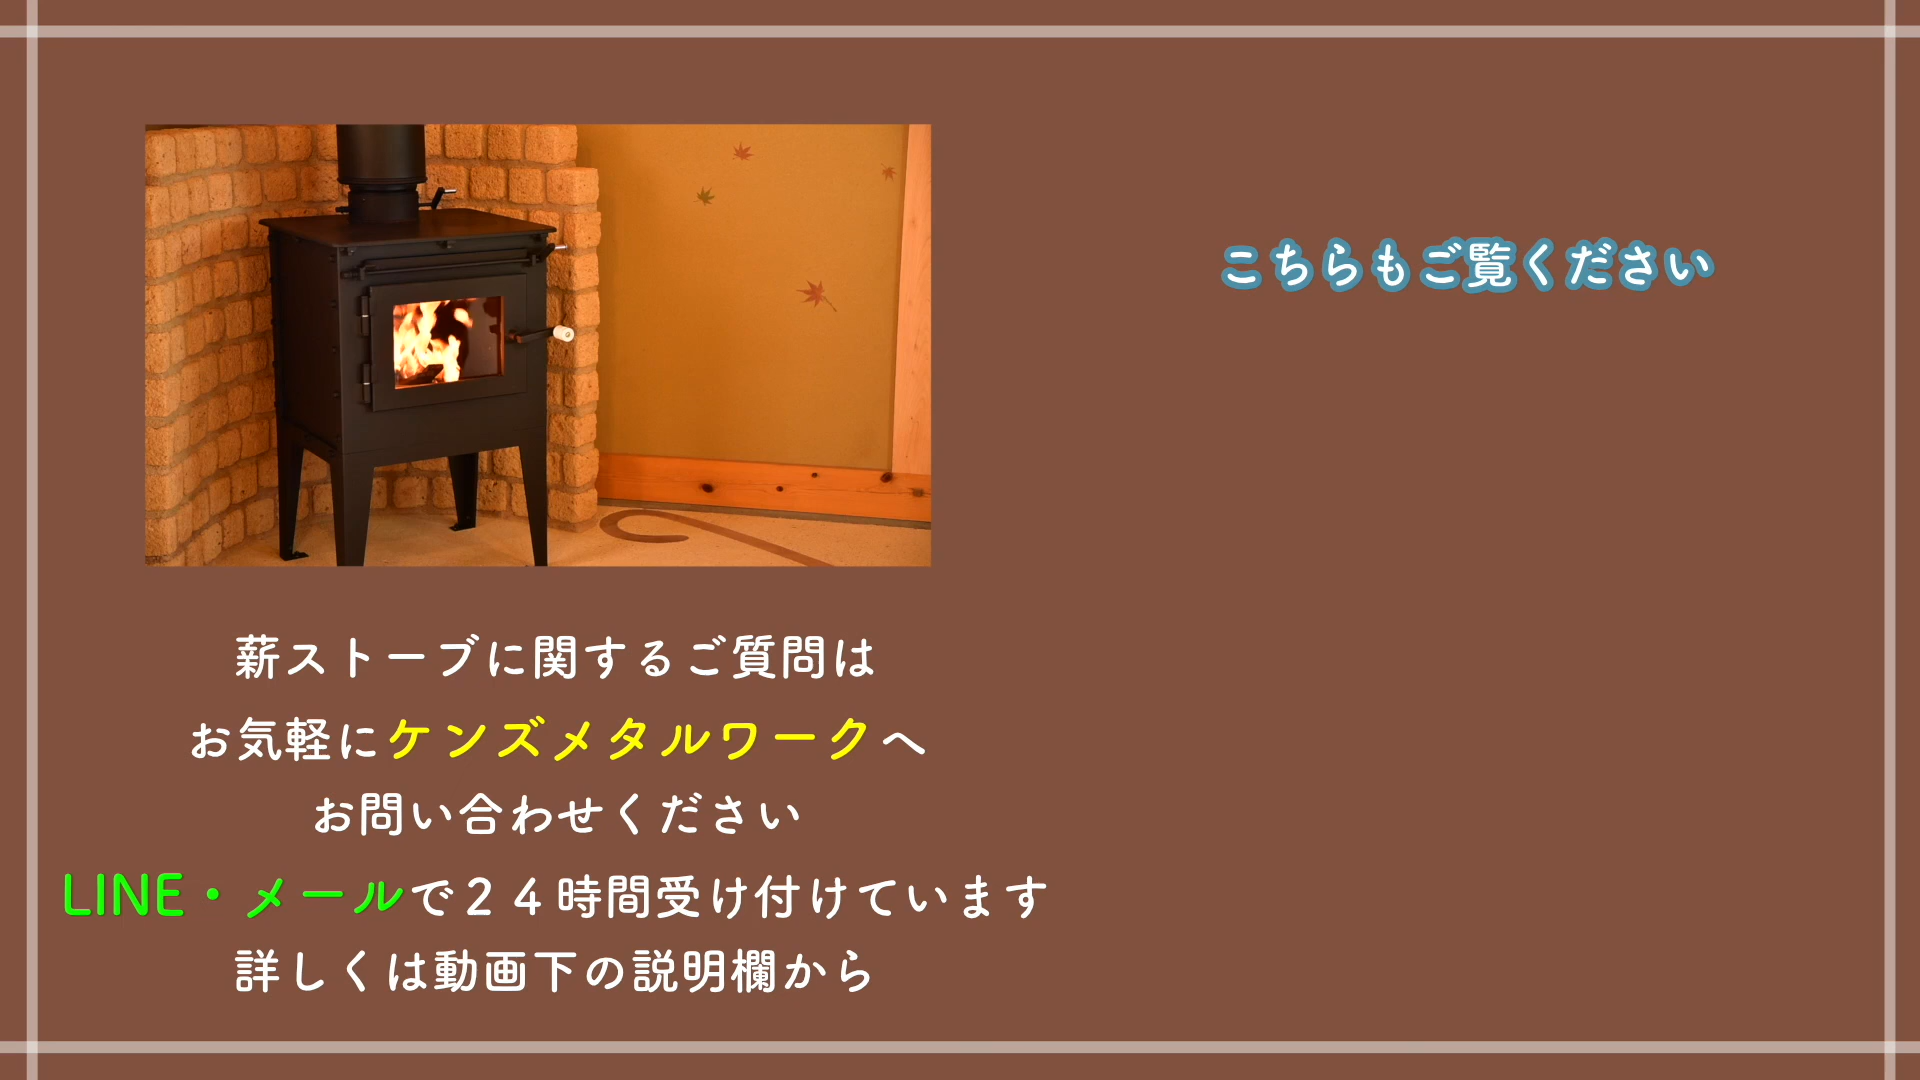 こちらもご覧ください
薪ストーブに関するご質問は
お気軽にケンズメタルワークへ
お問い合わせください
LINE・メールで２４時間受け付けています
詳しくは動画下の説明欄から